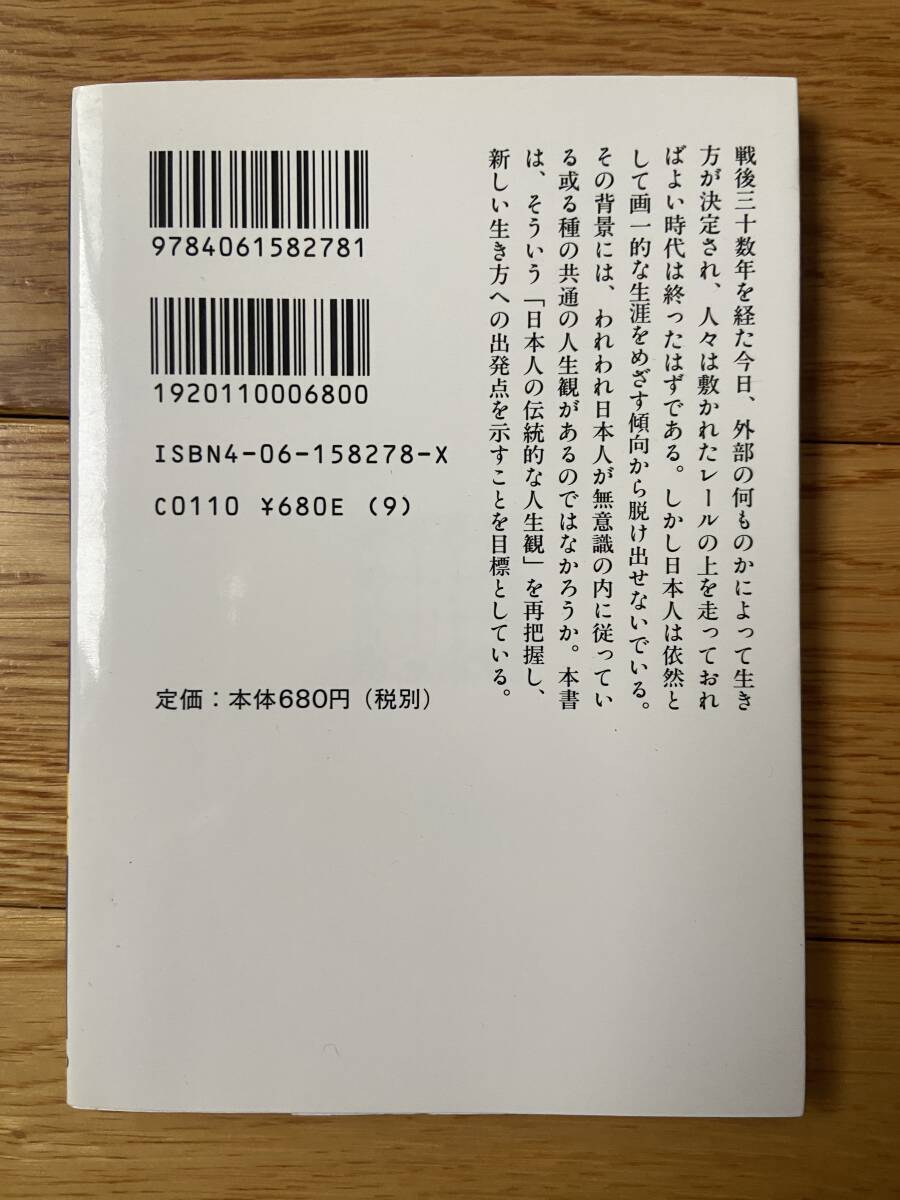 戦後三十数年を経た今日、外部の何ものかによって生き
方が決定され、人々は敷かれたレールの上を走っておれ
ばよい時代は終ったはずである。しかし日本人は依然と
して画一的な生涯をめざす傾向から脱け出せないでいる。
その背景には、われわれ日本人が無意識の内に従ってい
る或る種の共通の人生観があるのではなかろうか。本書
は、そういう「日本人の伝統的な人生観」を再把握し、
新しい生き方への出発点を示すことを目標としている。
9784061582781
1920110006800
ISBN4-06-158278-X
C0110 ¥680E (9)
定価：本体680円（税別）